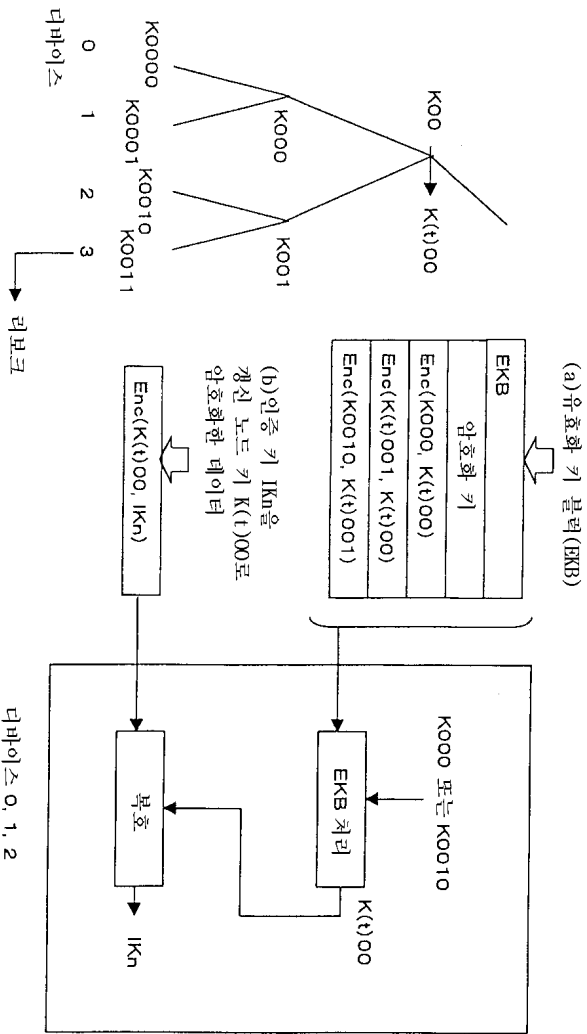 K00
K(t)00
K000
K001
K0000
K0001
K0010
K0011
디바이스
0
1
2
3
리보크
(a)유효화 키 블럭(EKB)
EKB
암호화 키
Enc(K000, K(t)00)
Enc(K(t)001, K(t)00)
Enc(K0010, K(t)001)
(b)인증 키 IKn을
갱신 노드 키 K(t)00로
암호화한 데이터
Enc(K(t)00, IKn)
K000 또는 K0010
EKB 처리
K(t)00
복호
IKn
디바이스 0, 1, 2